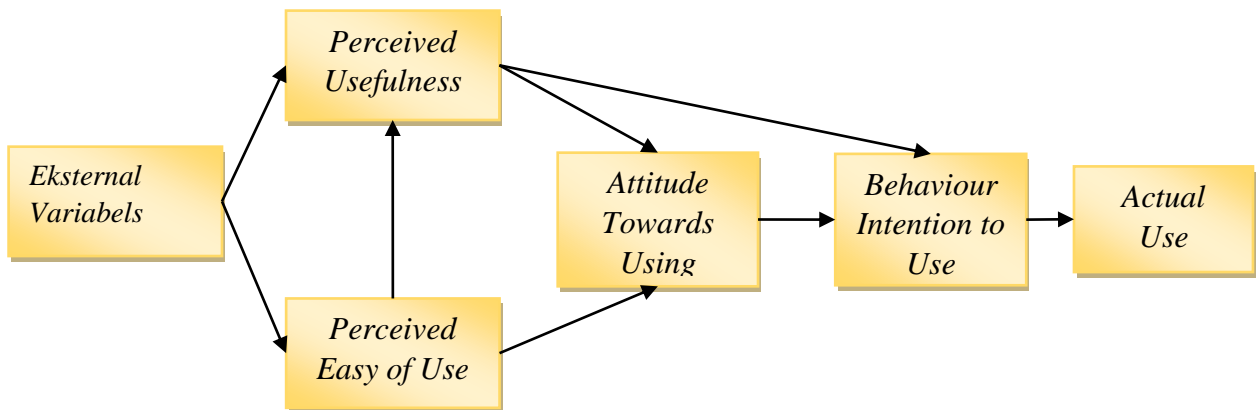 Perceived
Usefulness
Eksternal
Variabels
Attitude
Towards
Using
Behaviour
Intention to
Use
Actual
Use
Perceived
Easy of Use